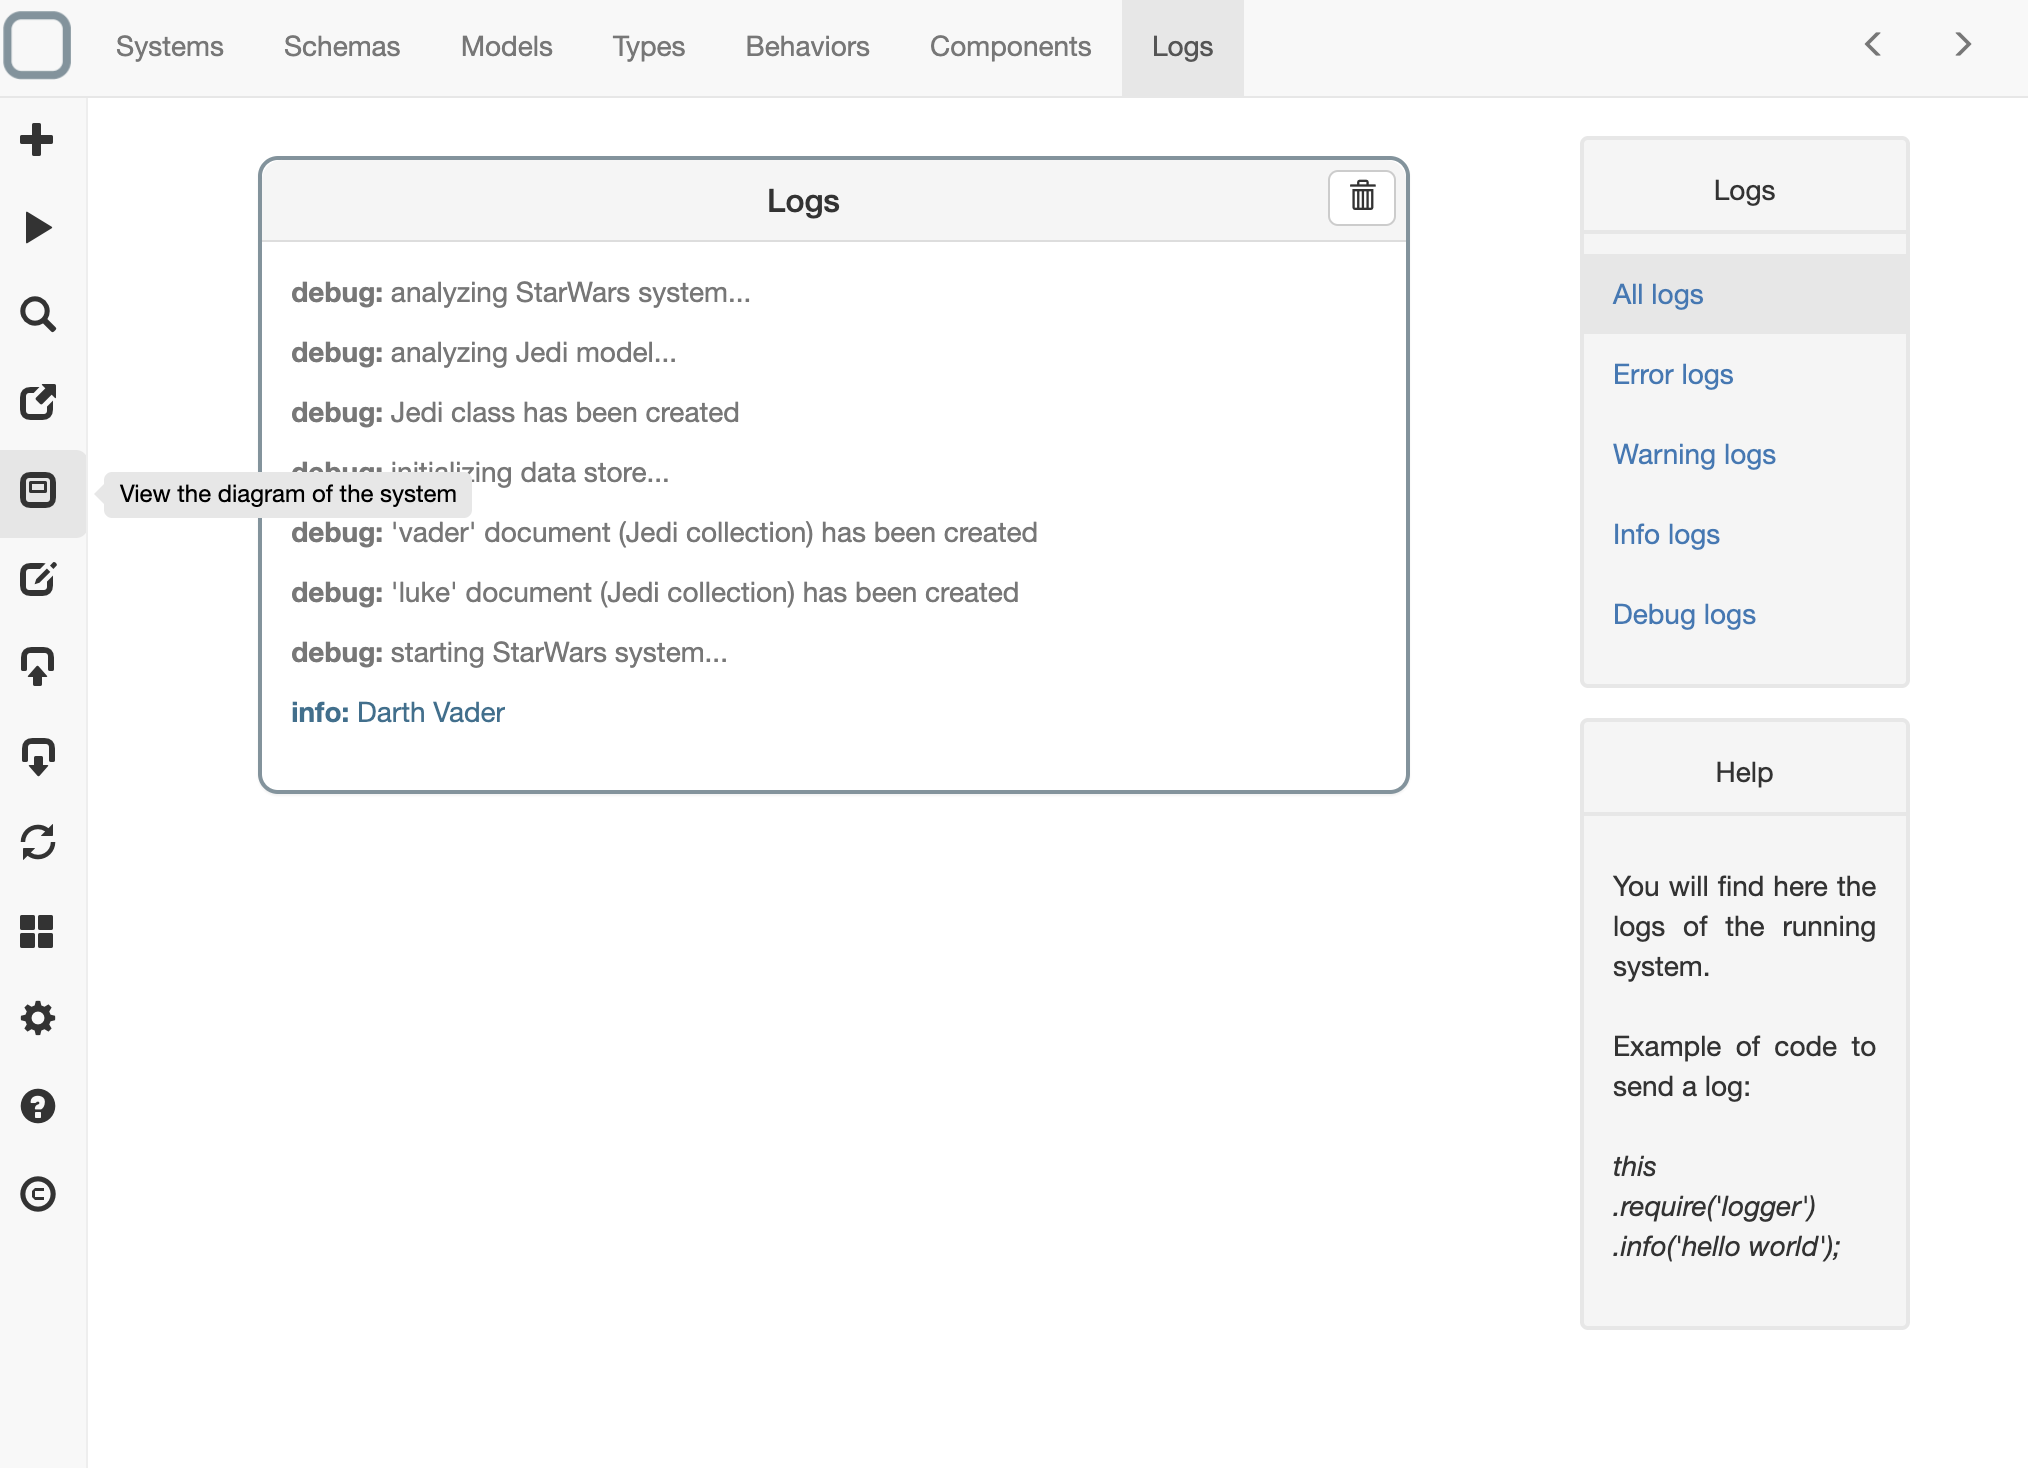 Systems Schemas Models Types Behaviors Components Logs
Logs
debug: analyzing StarWars system...
debug: analyzing Jedi model...
debug: Jedi class has been created
debug: initializing data store...
View the diagram of the system
debug: 'vader' document (Jedi collection) has been created
debug: 'luke' document (Jedi collection) has been created
debug: starting StarWars system...
info: Darth Vader
Logs
All logs
Error logs
Warning logs
Info logs
Debug logs
Help
You will find here the
logs of the running
system.
Example of code to
send a log:
this
.require('logger')
.info('hello world');